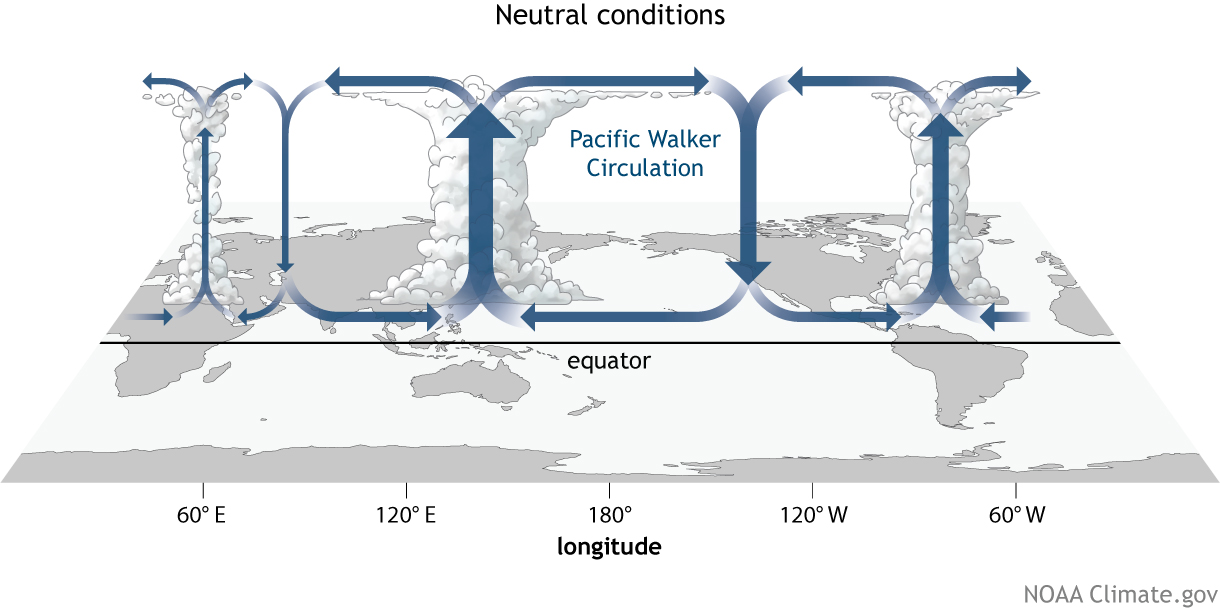 Neutral conditions
Pacific Walker
Circulation
equator
60° E
120° E
180°
120° W
60° W
longitude
NOAA Climate.gov